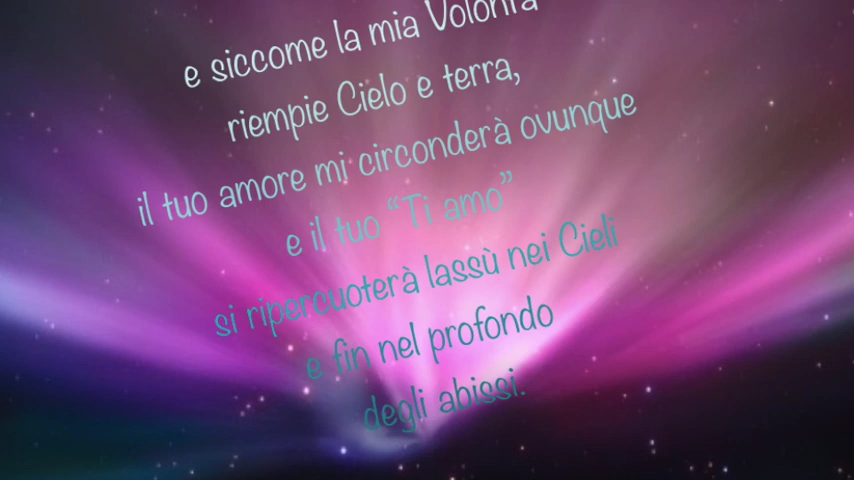 e siccome la mia Volontà
riempie Cielo e terra,
il tuo amore mi circonderà ovunque
e il tuo “Ti amo”
si ripercuoterà lassù nei Cieli
e fin nel profondo
degli abissi.